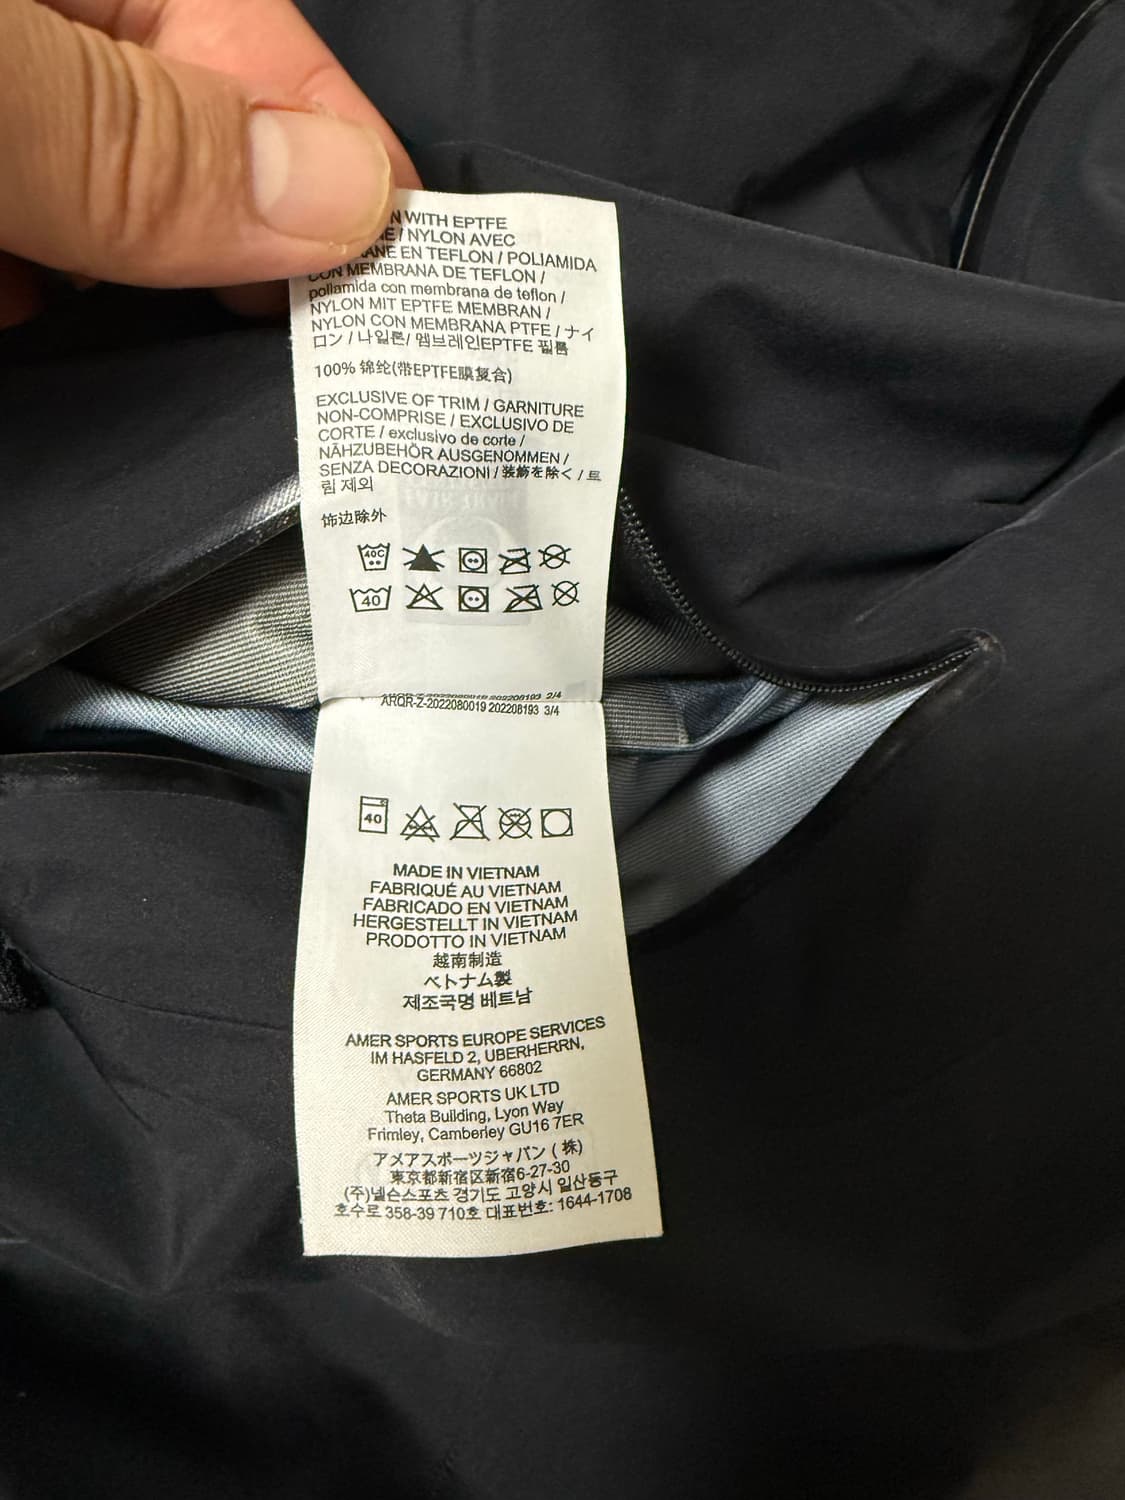 WITH EPTFE
/ NYLON AVEC
EN TEFLON / POLIAMIDA
CON MEMBRANA DE TEFLON /
poliamida con membrana de teflon /
NYLON MIT EPTFE MEMBRAN /
NYLON CON MEMBRANA PTFE / ナイ
ロン / 나일론/ 멤브레인EPTFE 필름
100% 锦纶(带EPTFE膜复合)
EXCLUSIVE OF TRIM / GARNITURE
NON-COMPRISE / EXCLUSIVO DE
CORTE / exclusivo de corte /
NÄHZUBEHÖR AUSGENOMMEN /
SENZA DECORAZIONI / 装飾を除く / 트
림 제외
饰边除外
40C
40
AHQR-Z-2022080019 202208193 2/4
AHQR-Z-2022080019 202208193 3/4
40
MADE IN VIETNAM
FABRIQUÉ AU VIETNAM
FABRICADO EN VIETNAM
HERGESTELLT IN VIETNAM
PRODOTTO IN VIETNAM
越南制造
ベトナム製
제조국명 베트남
AMER SPORTS EUROPE SERVICES
IM HASFELD 2, UBERHERRN,
GERMANY 66802
AMER SPORTS UK LTD
Theta Building, Lyon Way
Frimley, Camberley GU16 7ER
アメアスポーツジャパン ( 株)
東京都新宿区新宿6-27-30
(주)넬슨스포츠 경기도 고양시 일산동구
호수로 358-39 710호 대표번호: 1644-1708